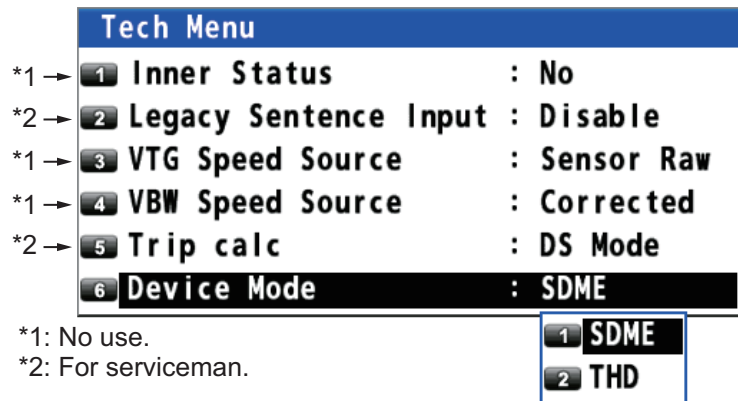 Tech Menu
*1 → 1 Inner Status : No
*2 → 2 Legacy Sentence Input : Disable
*1 → 3 VTG Speed Source : Sensor Raw
*1 → 4 VBW Speed Source : Corrected
*2 → 5 Trip calc : DS Mode
6 Device Mode : SDME
1 SDME
2 THD
*1: No use.
*2: For serviceman.